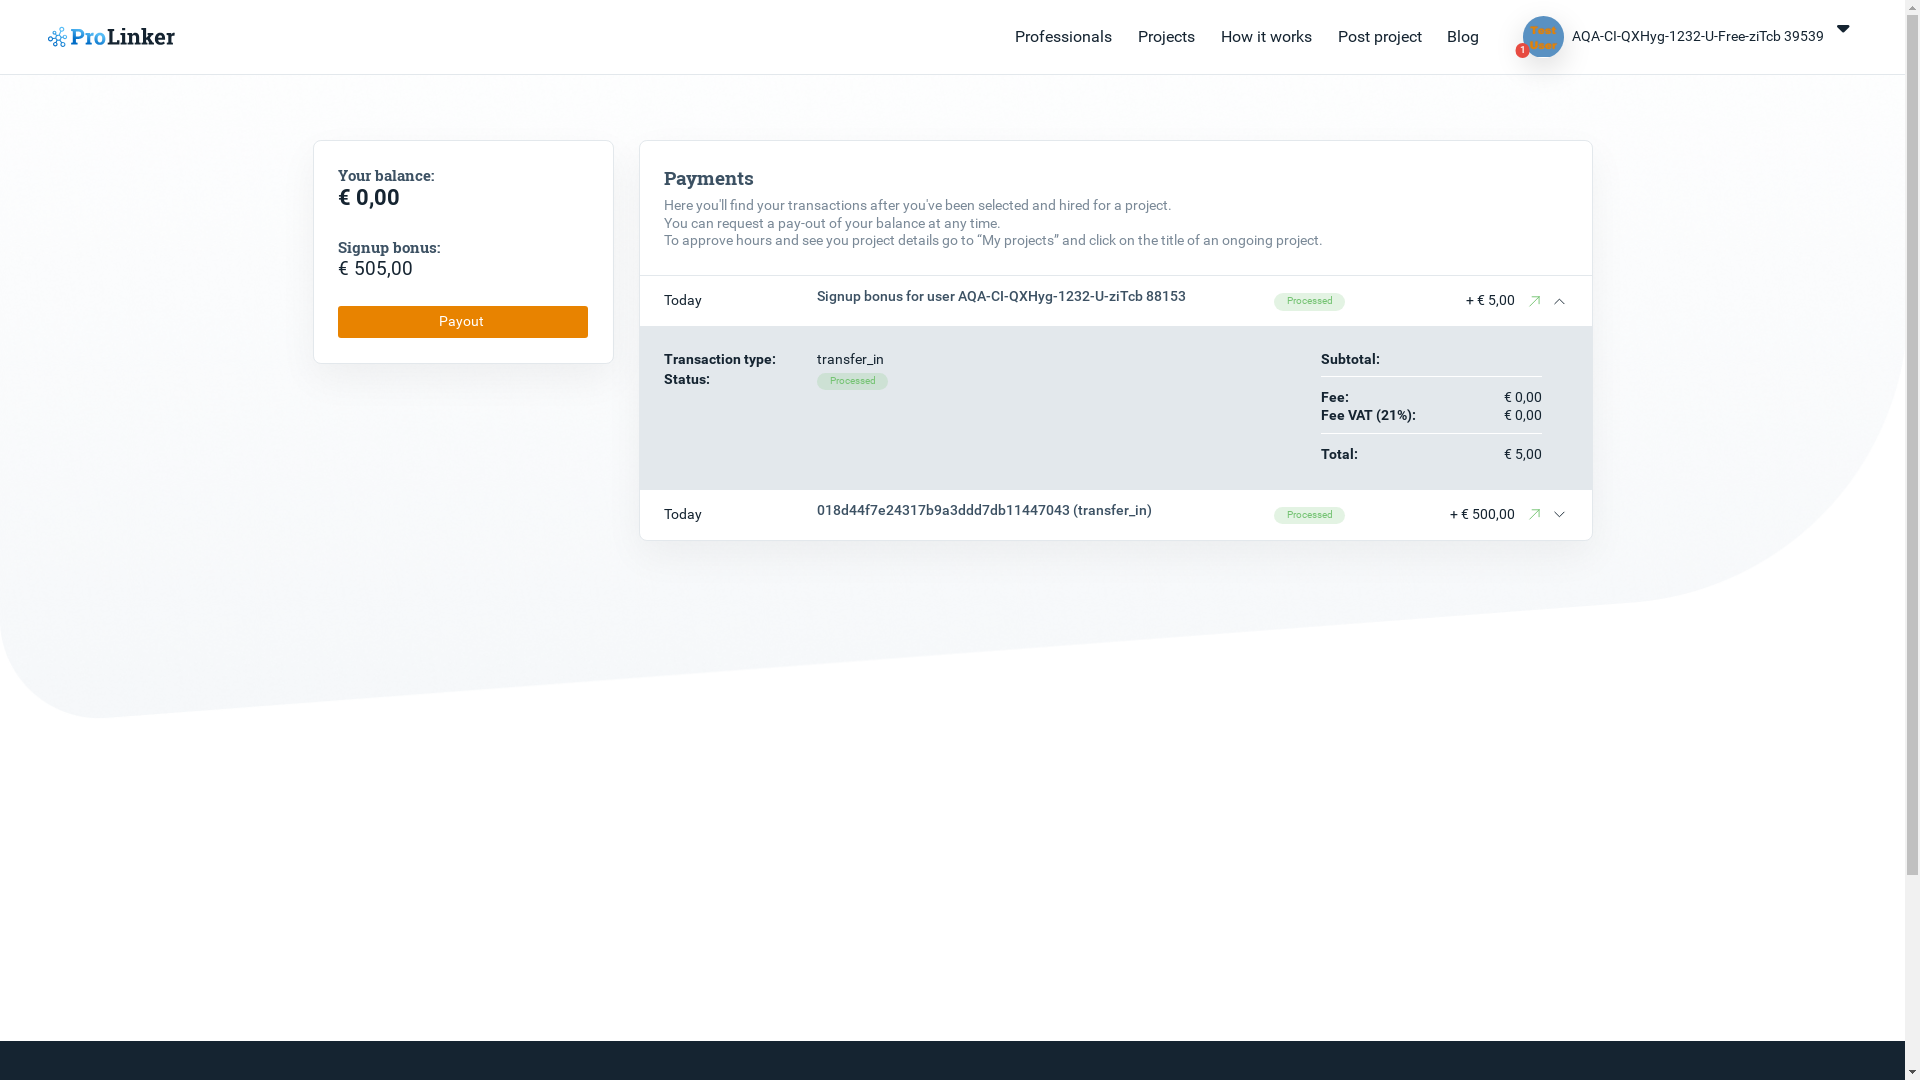 ProLinker
Professionals
Projects
How it works
Post project
Blog
Test
User
1
AQA-CI-QXHyg-1232-U-Free-ziTcb 39539
Your balance:
€ 0,00
Signup bonus:
€ 505,00
Payout
Payments
Here you'll find your transactions after you've been selected and hired for a project.
You can request a pay-out of your balance at any time.
To approve hours and see you project details go to “My projects” and click on the title of an ongoing project.
Today Signup bonus for user AQA-CI-QXHyg-1232-U-ziTcb 88153 Processed + € 5,00
Transaction type: transfer_in
Status: Processed
Subtotal:
Fee: € 0,00
Fee VAT (21%): € 0,00
Total: € 5,00
Today 018d44f7e24317b9a3ddd7db11447043 (transfer_in) Processed + € 500,00